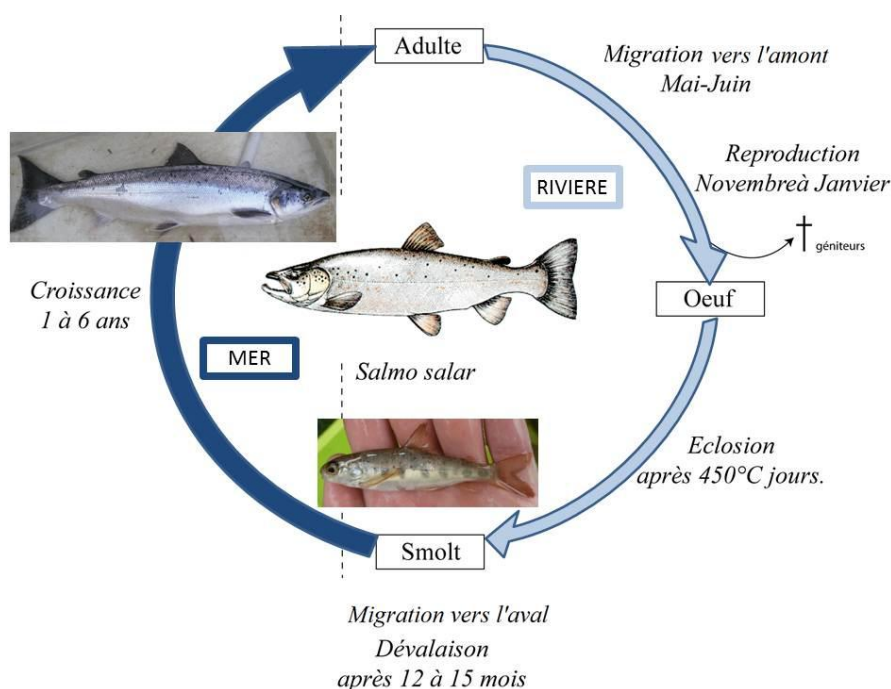 Adulte
Migration vers l'amont
Mai-Juin
Reproduction
Novembreà Janvier
RIVIERE
géniteurs
Oeuf
Croissance
1 à 6 ans
MER
Salmo salar
Eclosion
après 450°C jours.
Smolt
Migration vers l'aval
Dévalaison
après 12 à 15 mois